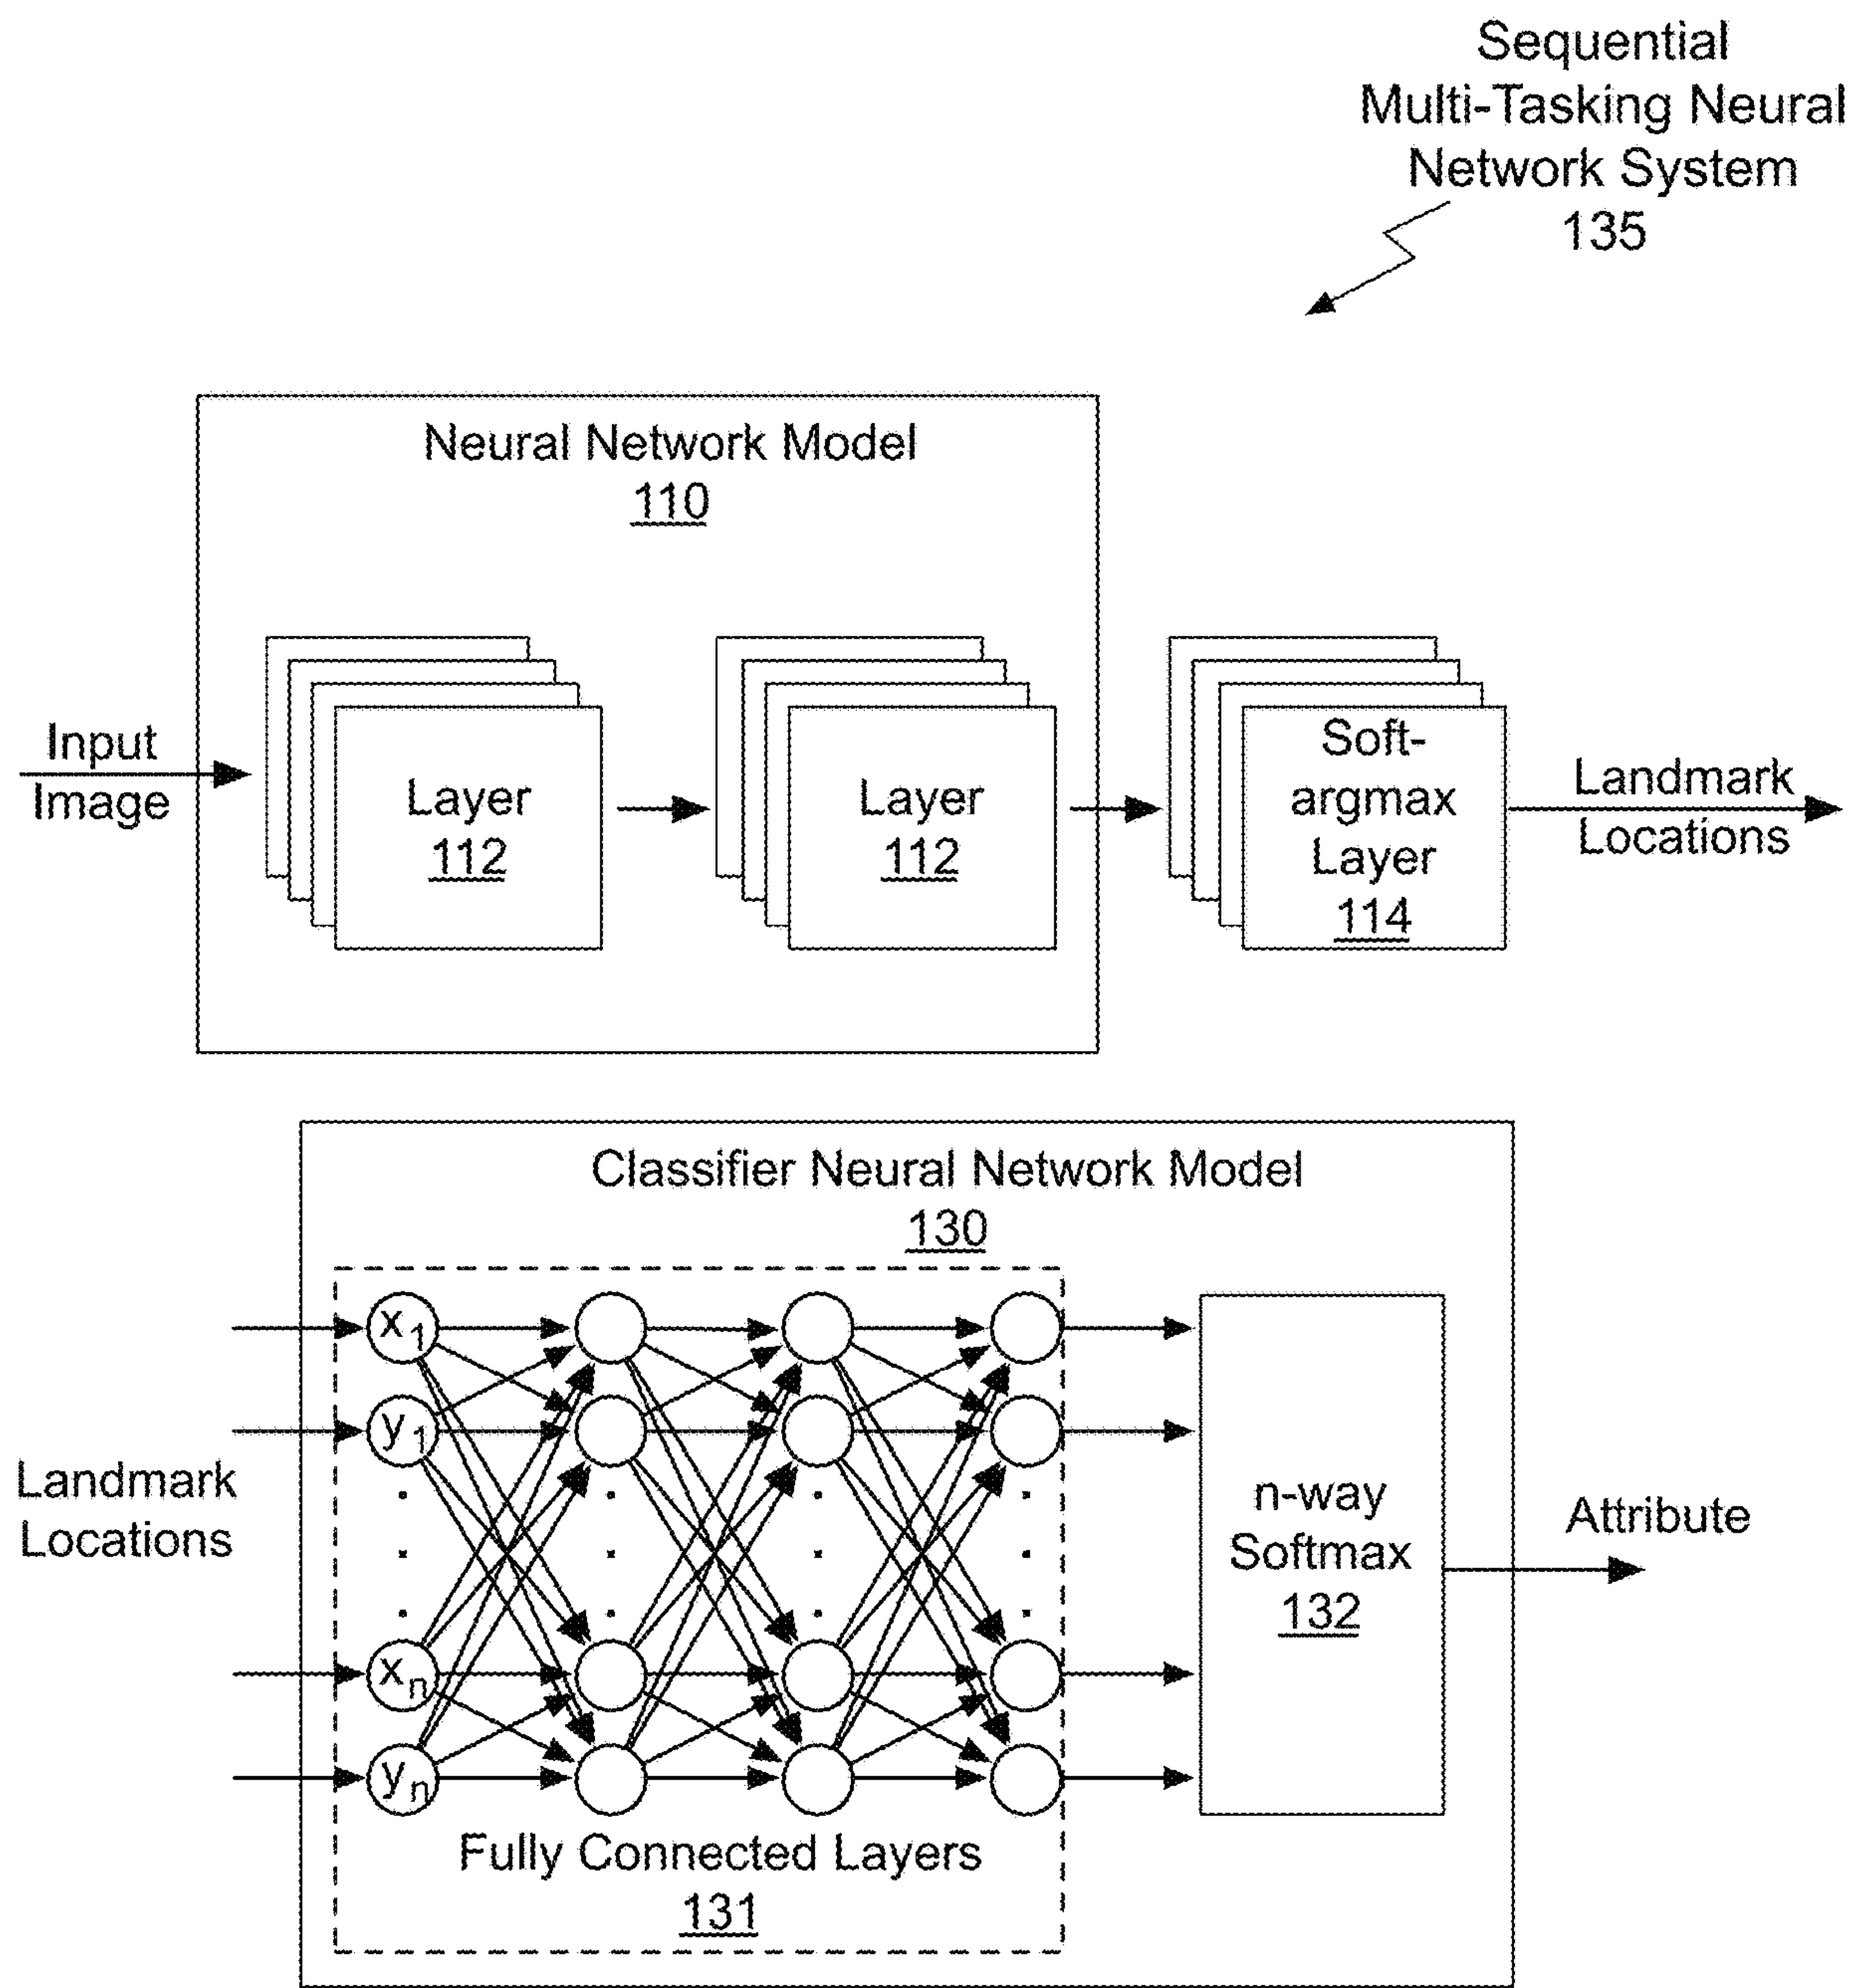 Sequential
Multi-Tasking Neural
Network System
135
Neural Network Model
110
Input
Image
Layer
112
Layer
112
Soft-
argmax
Layer
114
Landmark
Locations
Classifier Neural Network Model
130
Landmark
Locations
x1
y1
xn
yn
Fully Connected Layers
131
n-way
Softmax
132
Attribute